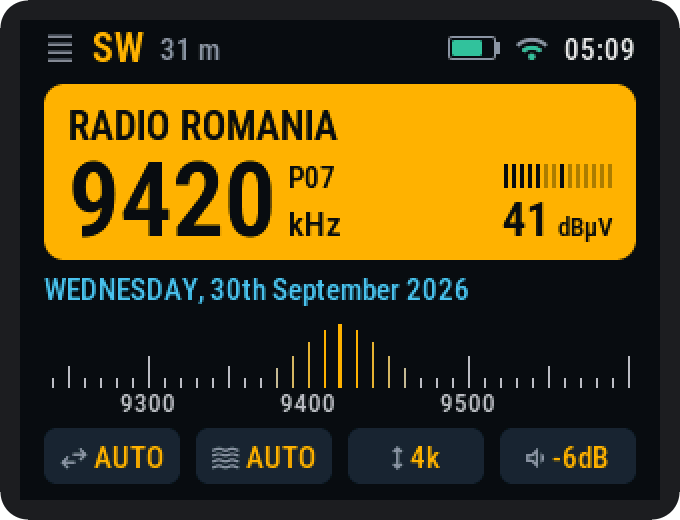 SW 31 m 05:09
RADIO ROMANIA
9420 P07 kHz 41 dBµV
WEDNESDAY, 30th September 2026
9300 9400 9500
AUTO AUTO 4k -6dB